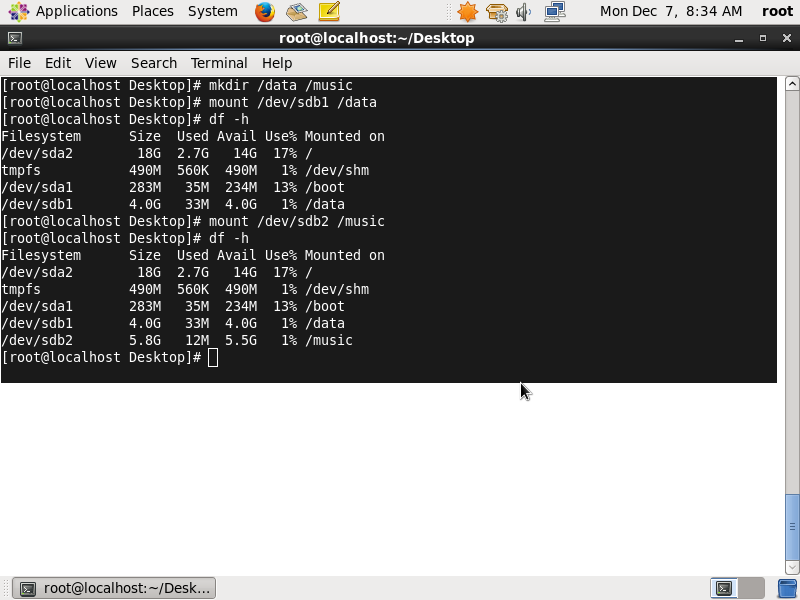 Applications Places System Mon Dec 7, 8:34 AM root
root@localhost:~/Desktop
File Edit View Search Terminal Help
[root@localhost Desktop]# mkdir /data /music
[root@localhost Desktop]# mount /dev/sdb1 /data
[root@localhost Desktop]# df -h
Filesystem      Size  Used Avail Use% Mounted on
/dev/sda2        18G  2.7G   14G  17% /
tmpfs           490M  560K  490M   1% /dev/shm
/dev/sda1       283M   35M  234M  13% /boot
/dev/sdb1       4.0G   33M  4.0G   1% /data
[root@localhost Desktop]# mount /dev/sdb2 /music
[root@localhost Desktop]# df -h
Filesystem      Size  Used Avail Use% Mounted on
/dev/sda2        18G  2.7G   14G  17% /
tmpfs           490M  560K  490M   1% /dev/shm
/dev/sda1       283M   35M  234M  13% /boot
/dev/sdb1       4.0G   33M  4.0G   1% /data
/dev/sdb2       5.8G   12M  5.5G   1% /music
[root@localhost Desktop]#
root@localhost:~/Desk...